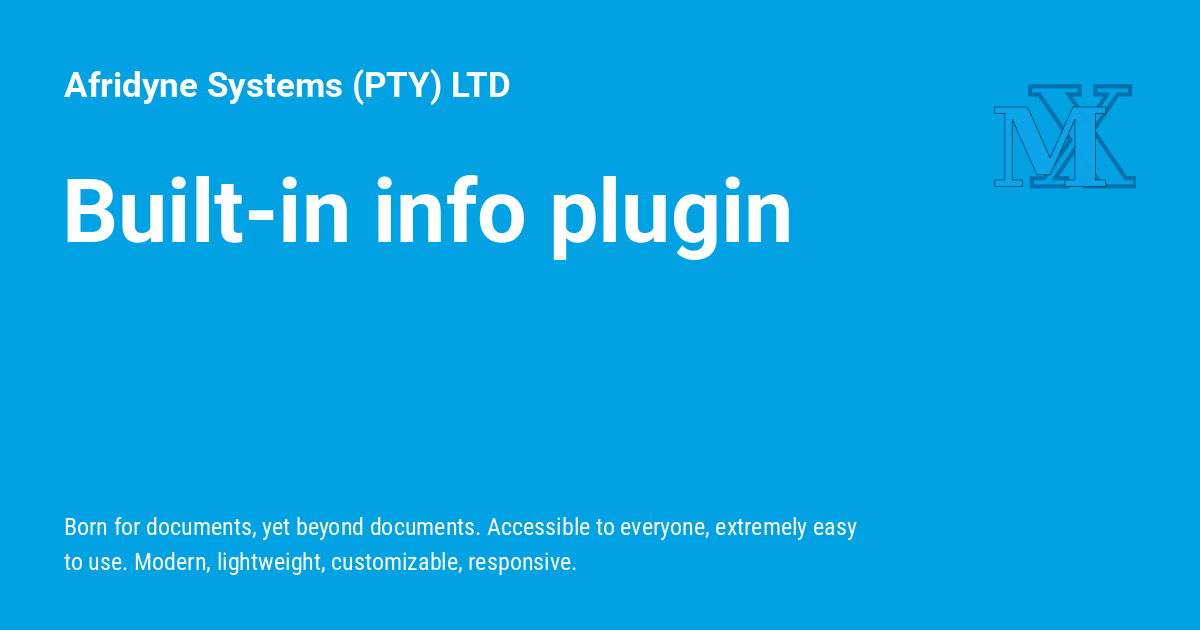 Afridyne Systems (PTY) LTD
MX
Built-in info plugin
Born for documents, yet beyond documents. Accessible to everyone, extremely easy
to use. Modern, lightweight, customizable, responsive.